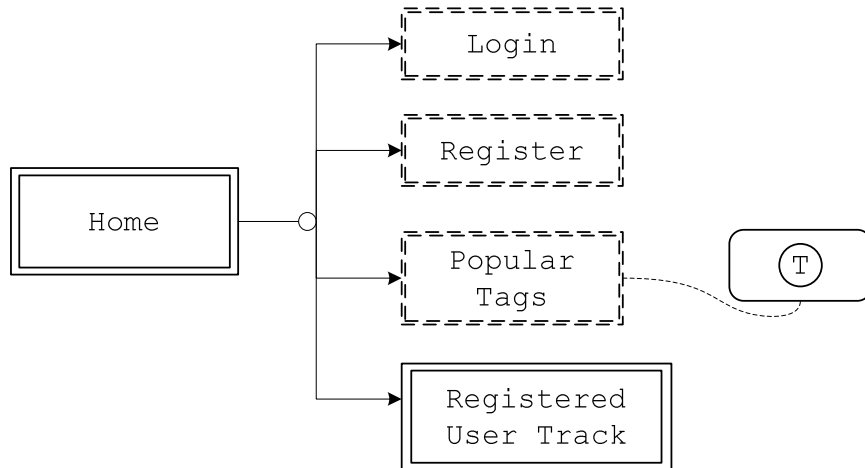 Login
Register
Home
Popular
Tags
T
Registered
User Track